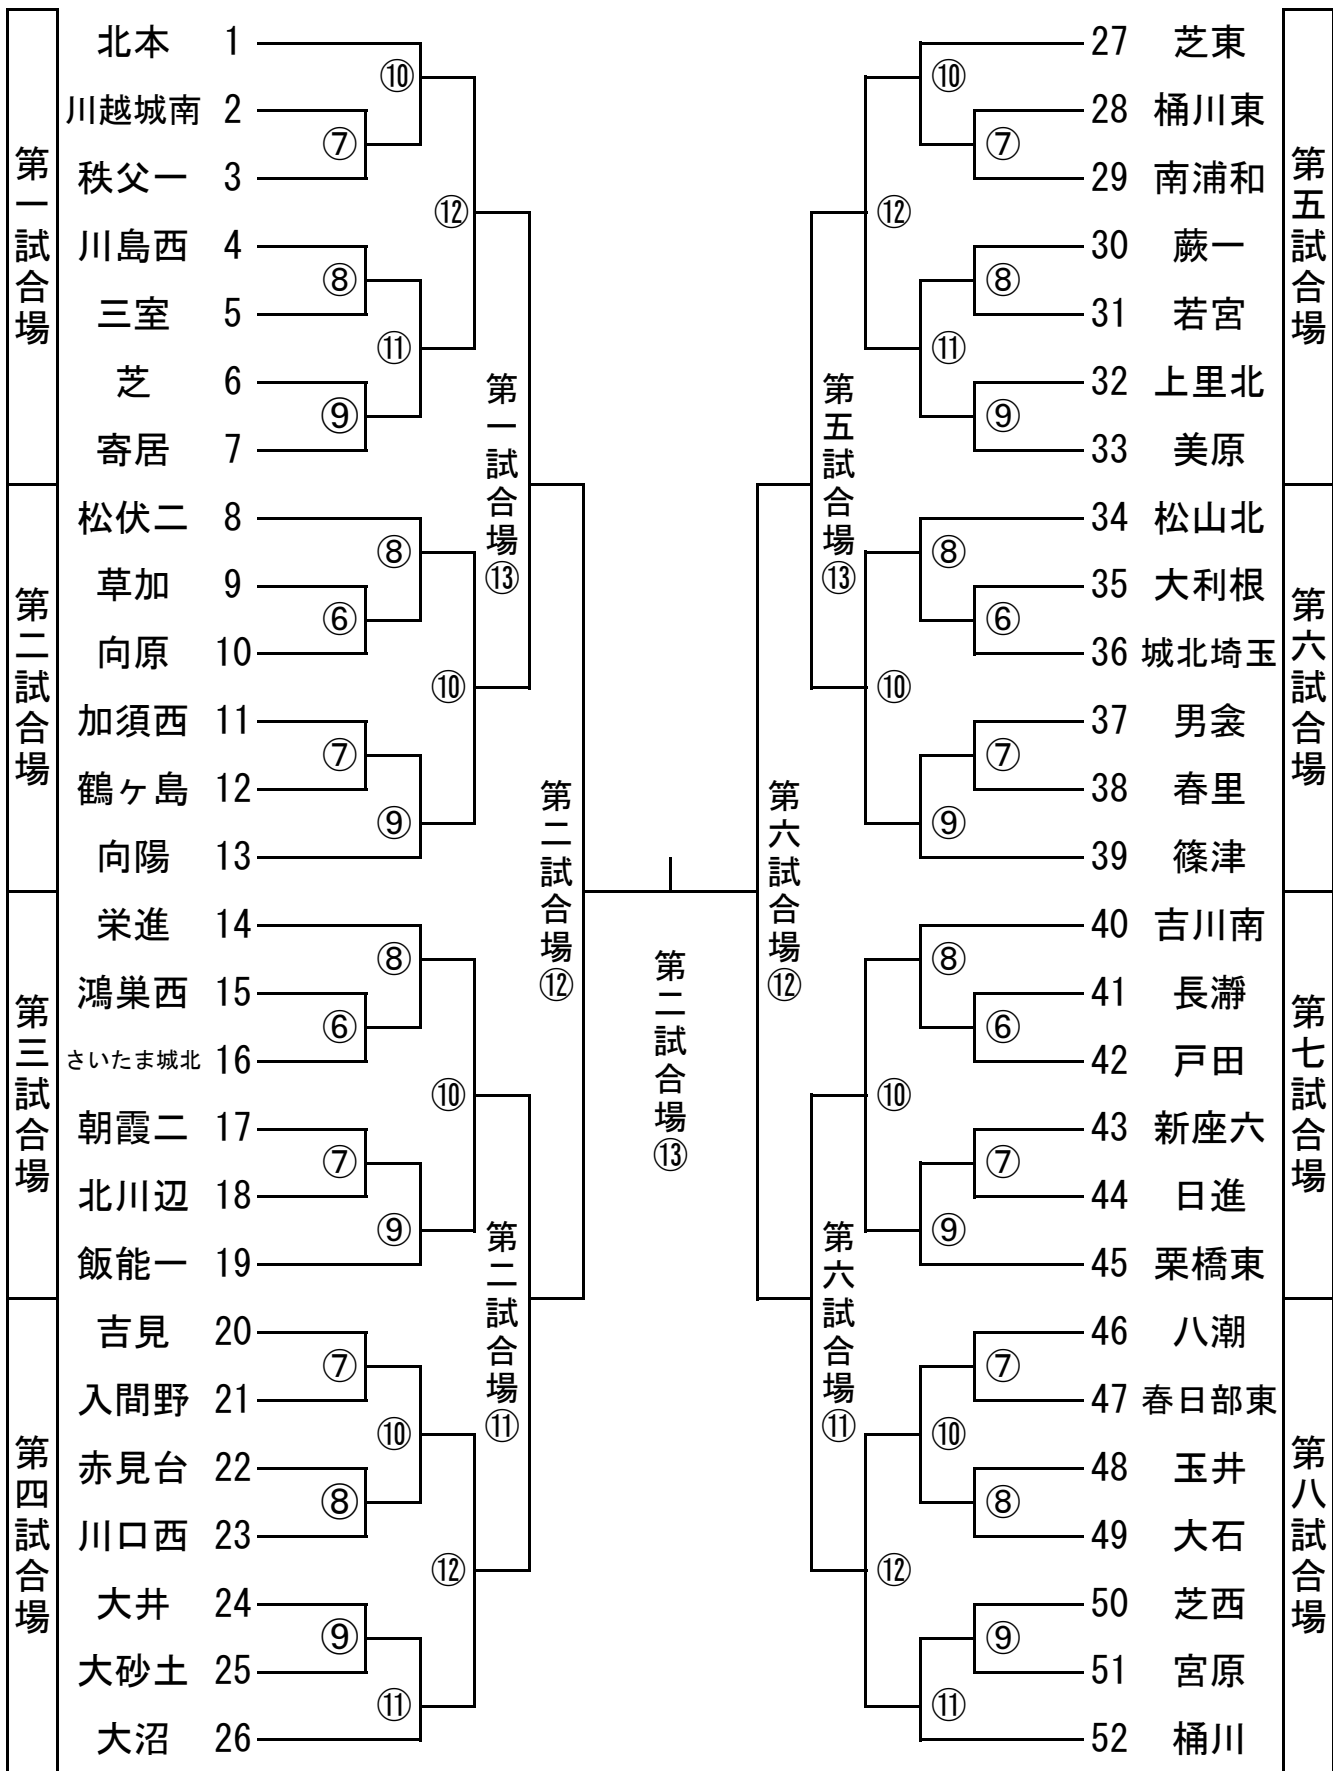 第一試合場
北本 1
川越城南 2
秩父一 3
川島西 4
三室 5
芝 6
寄居 7
⑩
⑦
⑫
⑧
⑪
⑨
第二試合場
松伏二 8
草加 9
向原 10
加須西 11
鶴ヶ島 12
向陽 13
⑧
⑥
⑩
⑦
⑨
第一試合場⑬
第三試合場
栄進 14
鴻巣西 15
さいたま城北 16
朝霞二 17
北川辺 18
飯能一 19
⑧
⑥
⑩
⑦
⑨
第四試合場
吉見 20
入間野 21
赤見台 22
川口西 23
大井 24
大砂土 25
大沼 26
⑦
⑩
⑧
⑫
⑨
⑪
第二試合場⑪
第二試合場⑫
第二試合場⑬
第六試合場⑫
第五試合場⑬
第六試合場⑪
第五試合場
27 芝東
28 桶川東
29 南浦和
30 蕨一
31 若宮
32 上里北
33 美原
⑩
⑦
⑫
⑧
⑪
⑨
第六試合場
34 松山北
35 大利根
36 城北埼玉
37 男衾
38 春里
39 篠津
⑧
⑥
⑩
⑦
⑨
第七試合場
40 吉川南
41 長瀞
42 戸田
43 新座六
44 日進
45 栗橋東
⑧
⑥
⑩
⑦
⑨
第八試合場
46 八潮
47 春日部東
48 玉井
49 大石
50 芝西
51 宮原
52 桶川
⑦
⑩
⑧
⑫
⑨
⑪